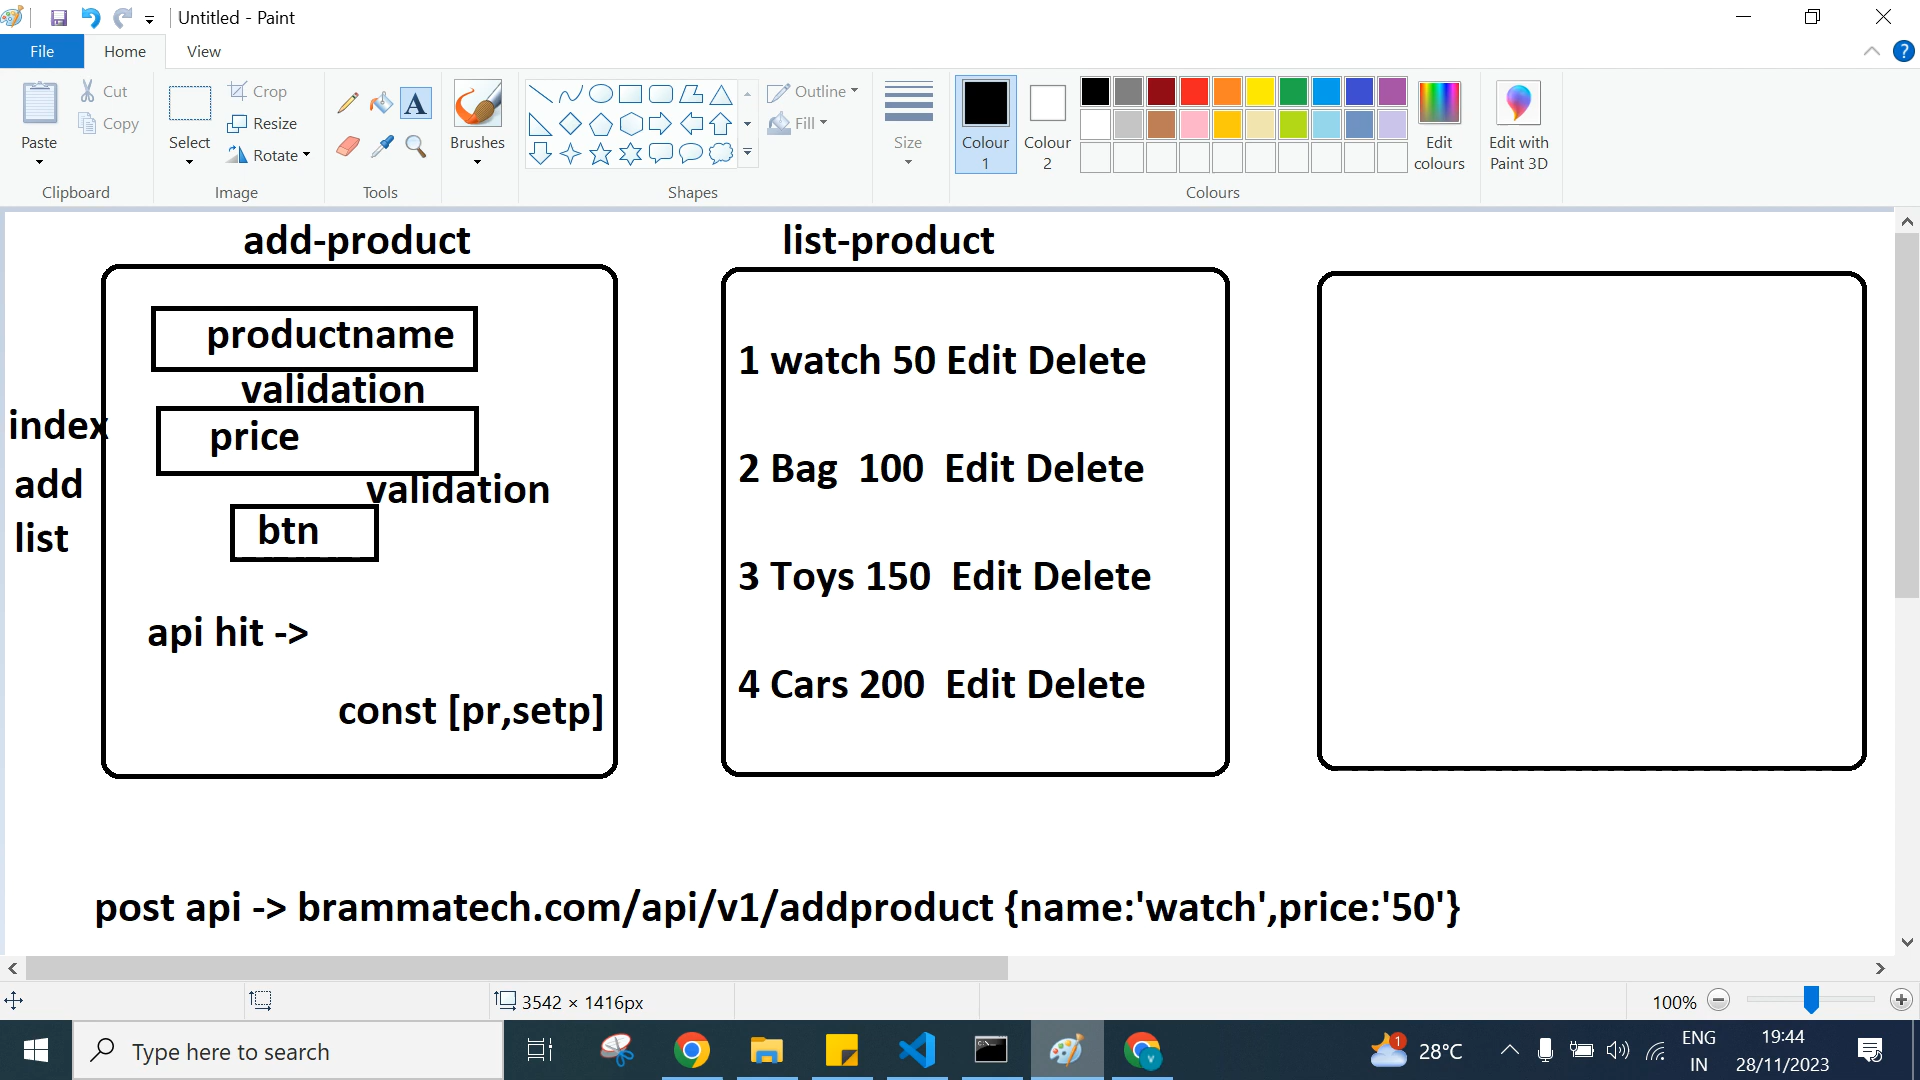 Untitled - Paint
File Home View
Paste
Cut
Copy
Clipboard
Select
Crop
Resize
Rotate
Image
Tools
Brushes
Shapes
Outline
Fill
Size
Colour 1
Colour 2
Edit colours
Colours
Edit with Paint 3D
add-product
list-product
productname
validation
price
validation
btn
index
add
list
api hit ->
const [pr,setp]
1 watch 50 Edit Delete
2 Bag 100 Edit Delete
3 Toys 150 Edit Delete
4 Cars 200 Edit Delete
post api -> brammatech.com/api/v1/addproduct {name:'watch',price:'50'}
3542 × 1416px
100%
Type here to search
V
1
28°C
ENG
IN
19:44
28/11/2023